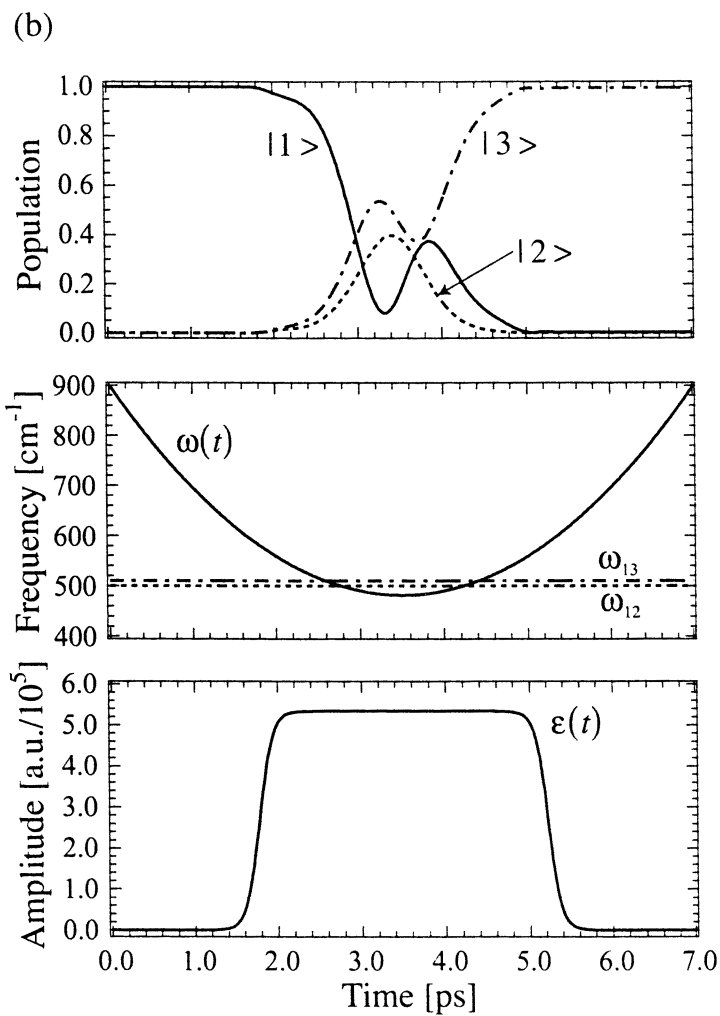 (b)
1.0
0.8
0.6
0.4
0.2
0.0
Population
|1>
|3>
|2>
900
800
700
600
500
400
Frequency [cm⁻¹]
ω(t)
ω₁₃
ω₁₂
6.0
5.0
4.0
3.0
2.0
1.0
0.0
Amplitude [a.u./10⁵]
ε(t)
0.0 1.0 2.0 3.0 4.0 5.0 6.0 7.0
Time [ps]